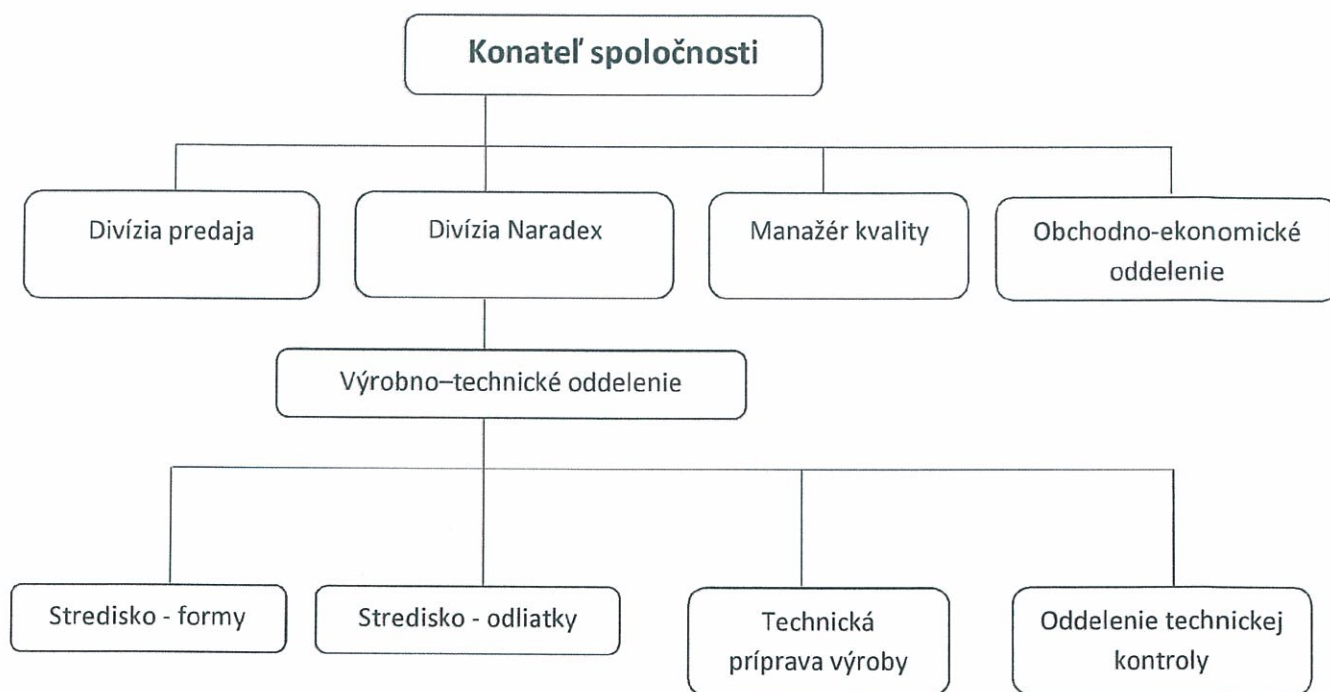 Konateľ spoločnosti
Divízia predaja
Divízia Naradex
Manažér kvality
Obchodno-ekonomické
oddelenie
Výrobno–technické oddelenie
Stredisko - formy
Stredisko - odliatky
Technická
príprava výroby
Oddelenie technickej
kontroly